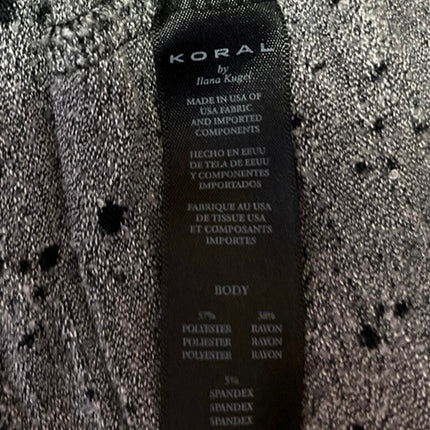 KORAL
by
Ilana Kugel
MADE IN USA OF
USA FABRIC
AND IMPORTED
COMPONENTS
HECHO EN EEUU
DE TELA DE EEUU
Y COMPONENTES
IMPORTADOS
FABRIQUE AU USA
DE TISSUE USA
ET COMPOSANTS
IMPORTES
BODY
57% 38%
POLYESTER RAYON
POLIESTER RAYON
POLYESTER RAYON
5%
SPANDEX
SPANDEX
SPANDEX